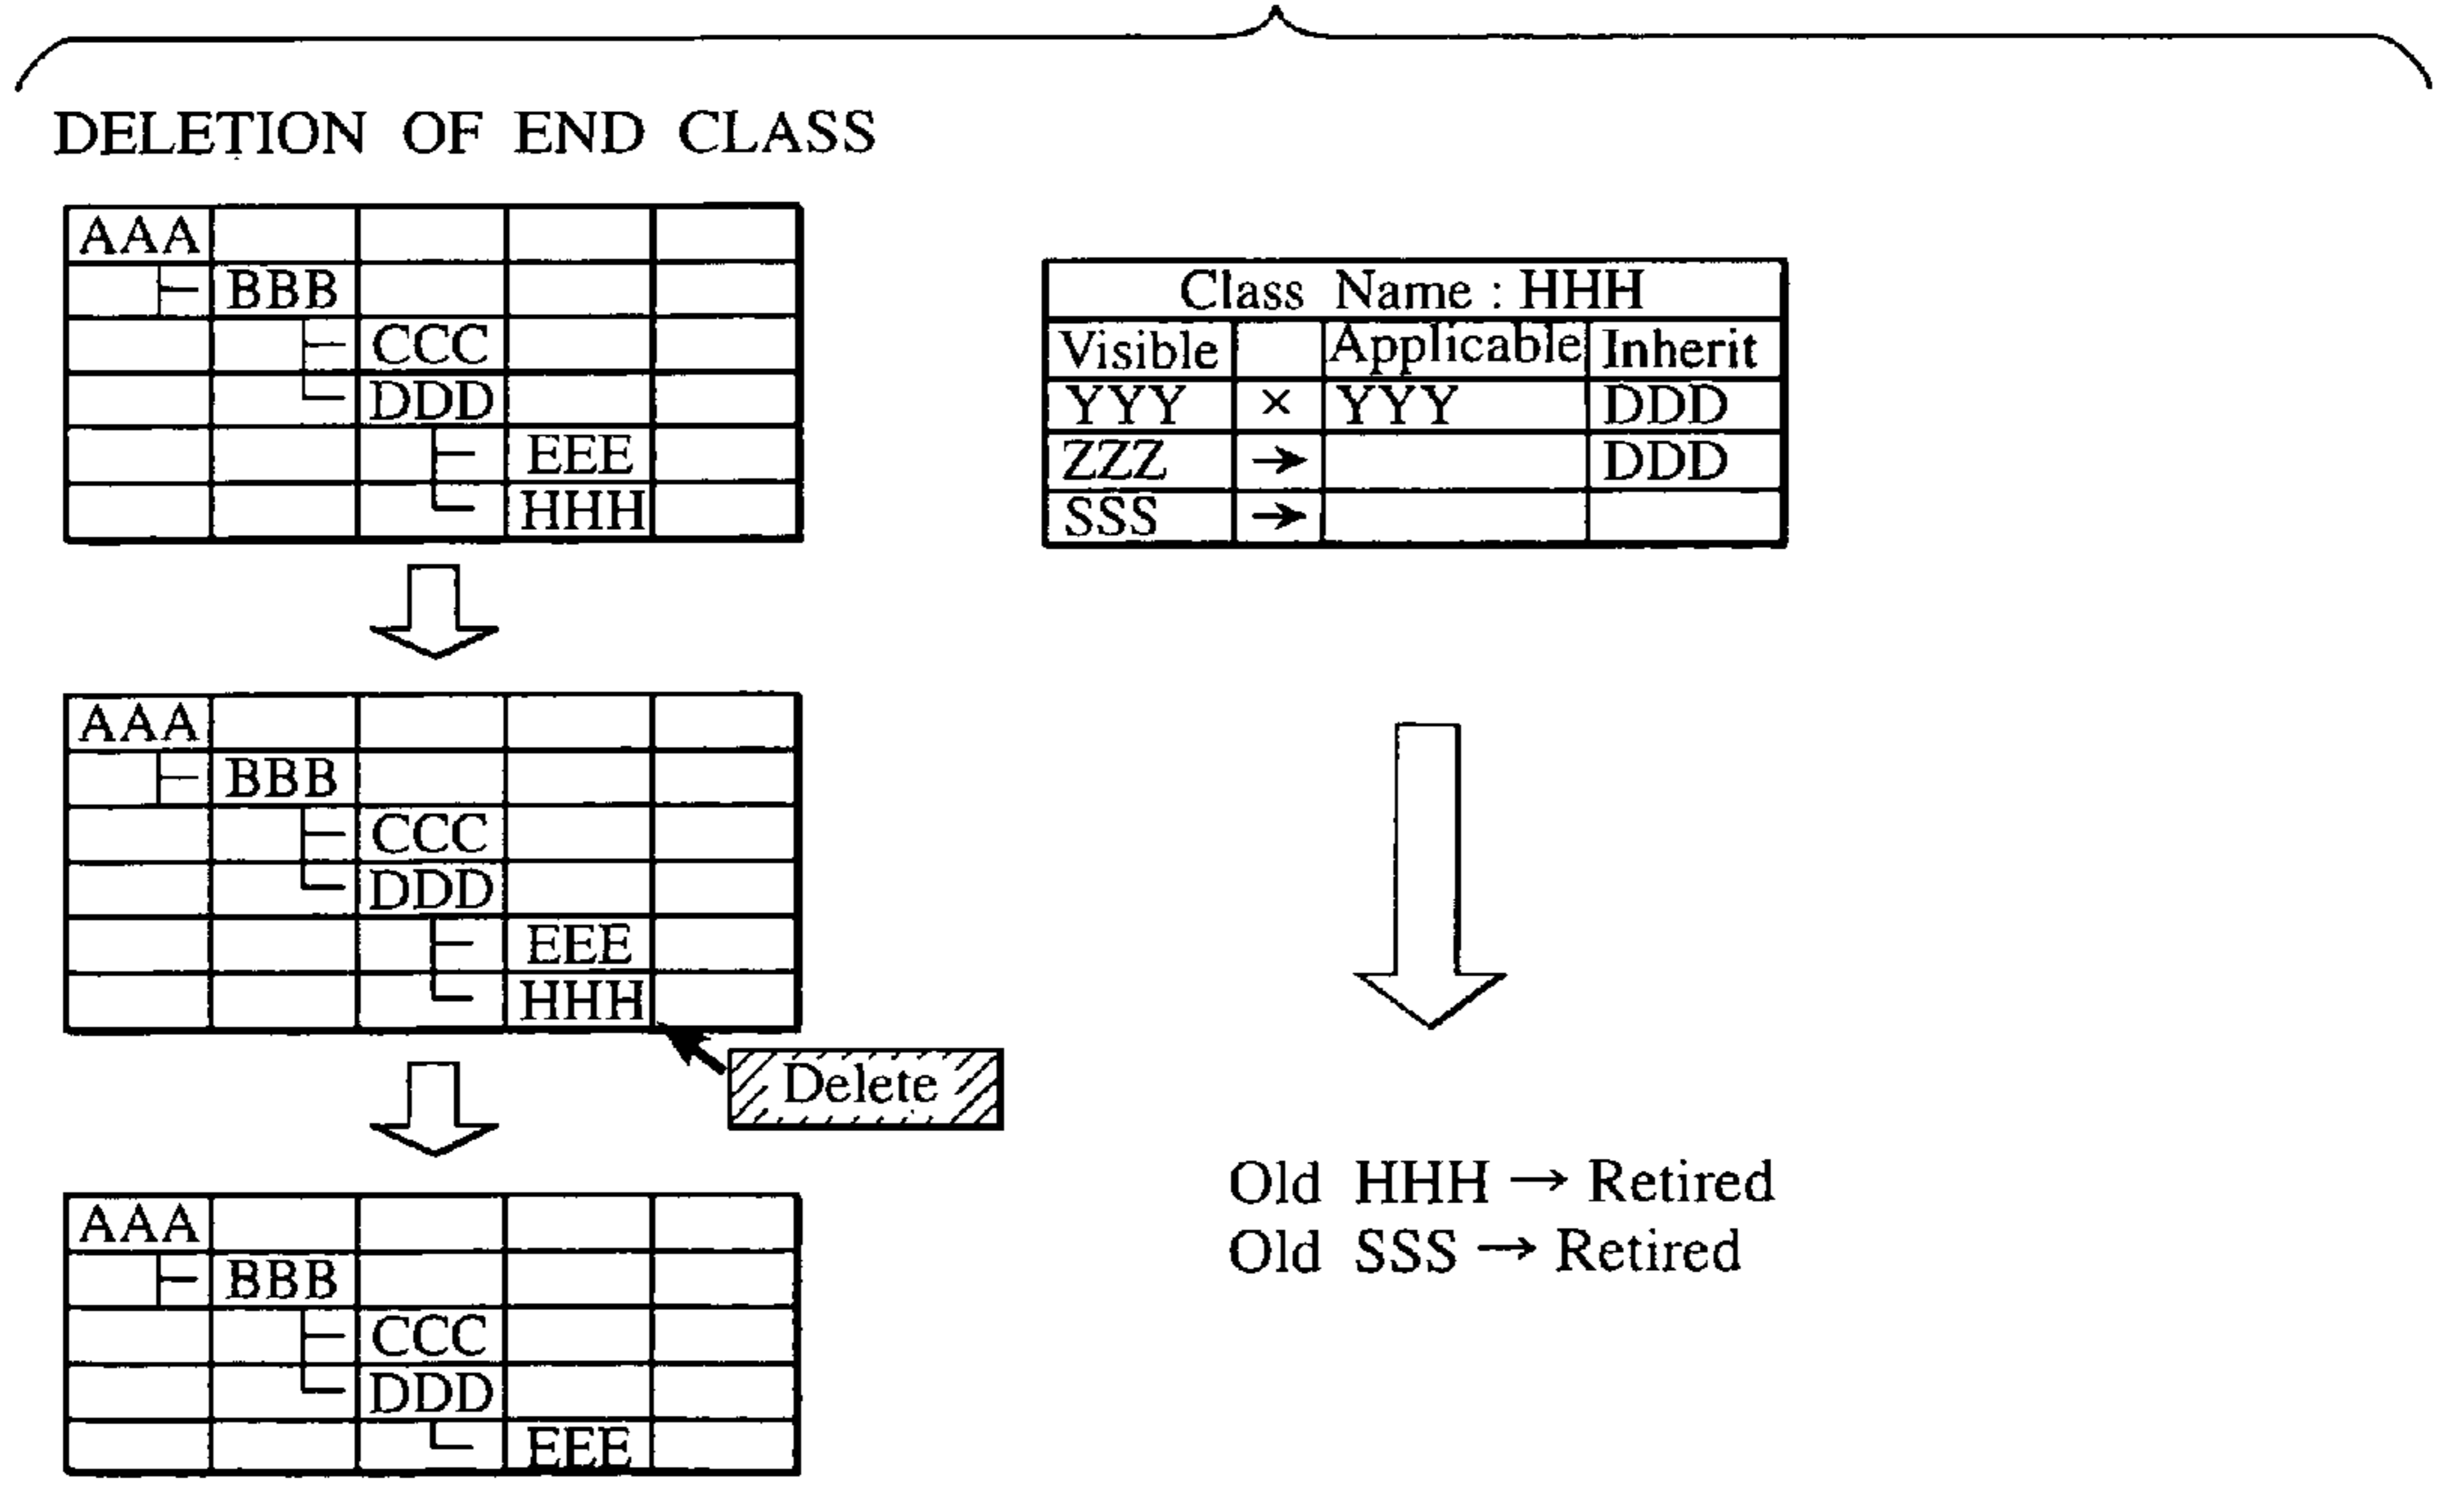 DELETION OF END CLASS
AAA
BBB
CCC
DDD
EEE
HHH
Class Name : HHH
Visible Applicable Inherit
YYY × YYY DDD
ZZZ → DDD
SSS →
AAA
BBB
CCC
DDD
EEE
HHH
Delete
Old HHH → Retired
Old SSS → Retired
AAA
BBB
CCC
DDD
EEE